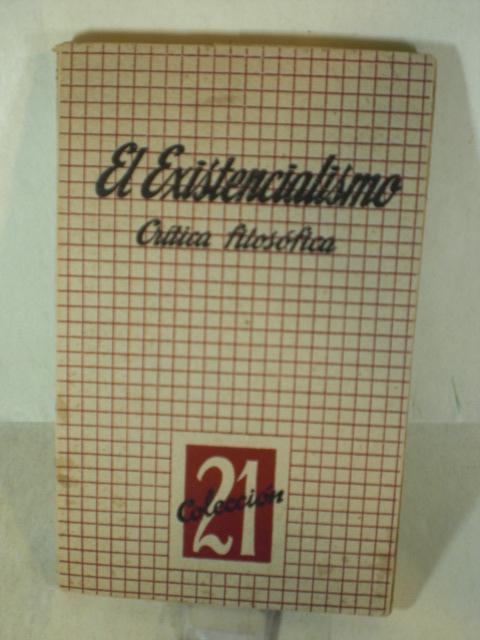 El Existencialismo
Crítica filosófica
21
Colección